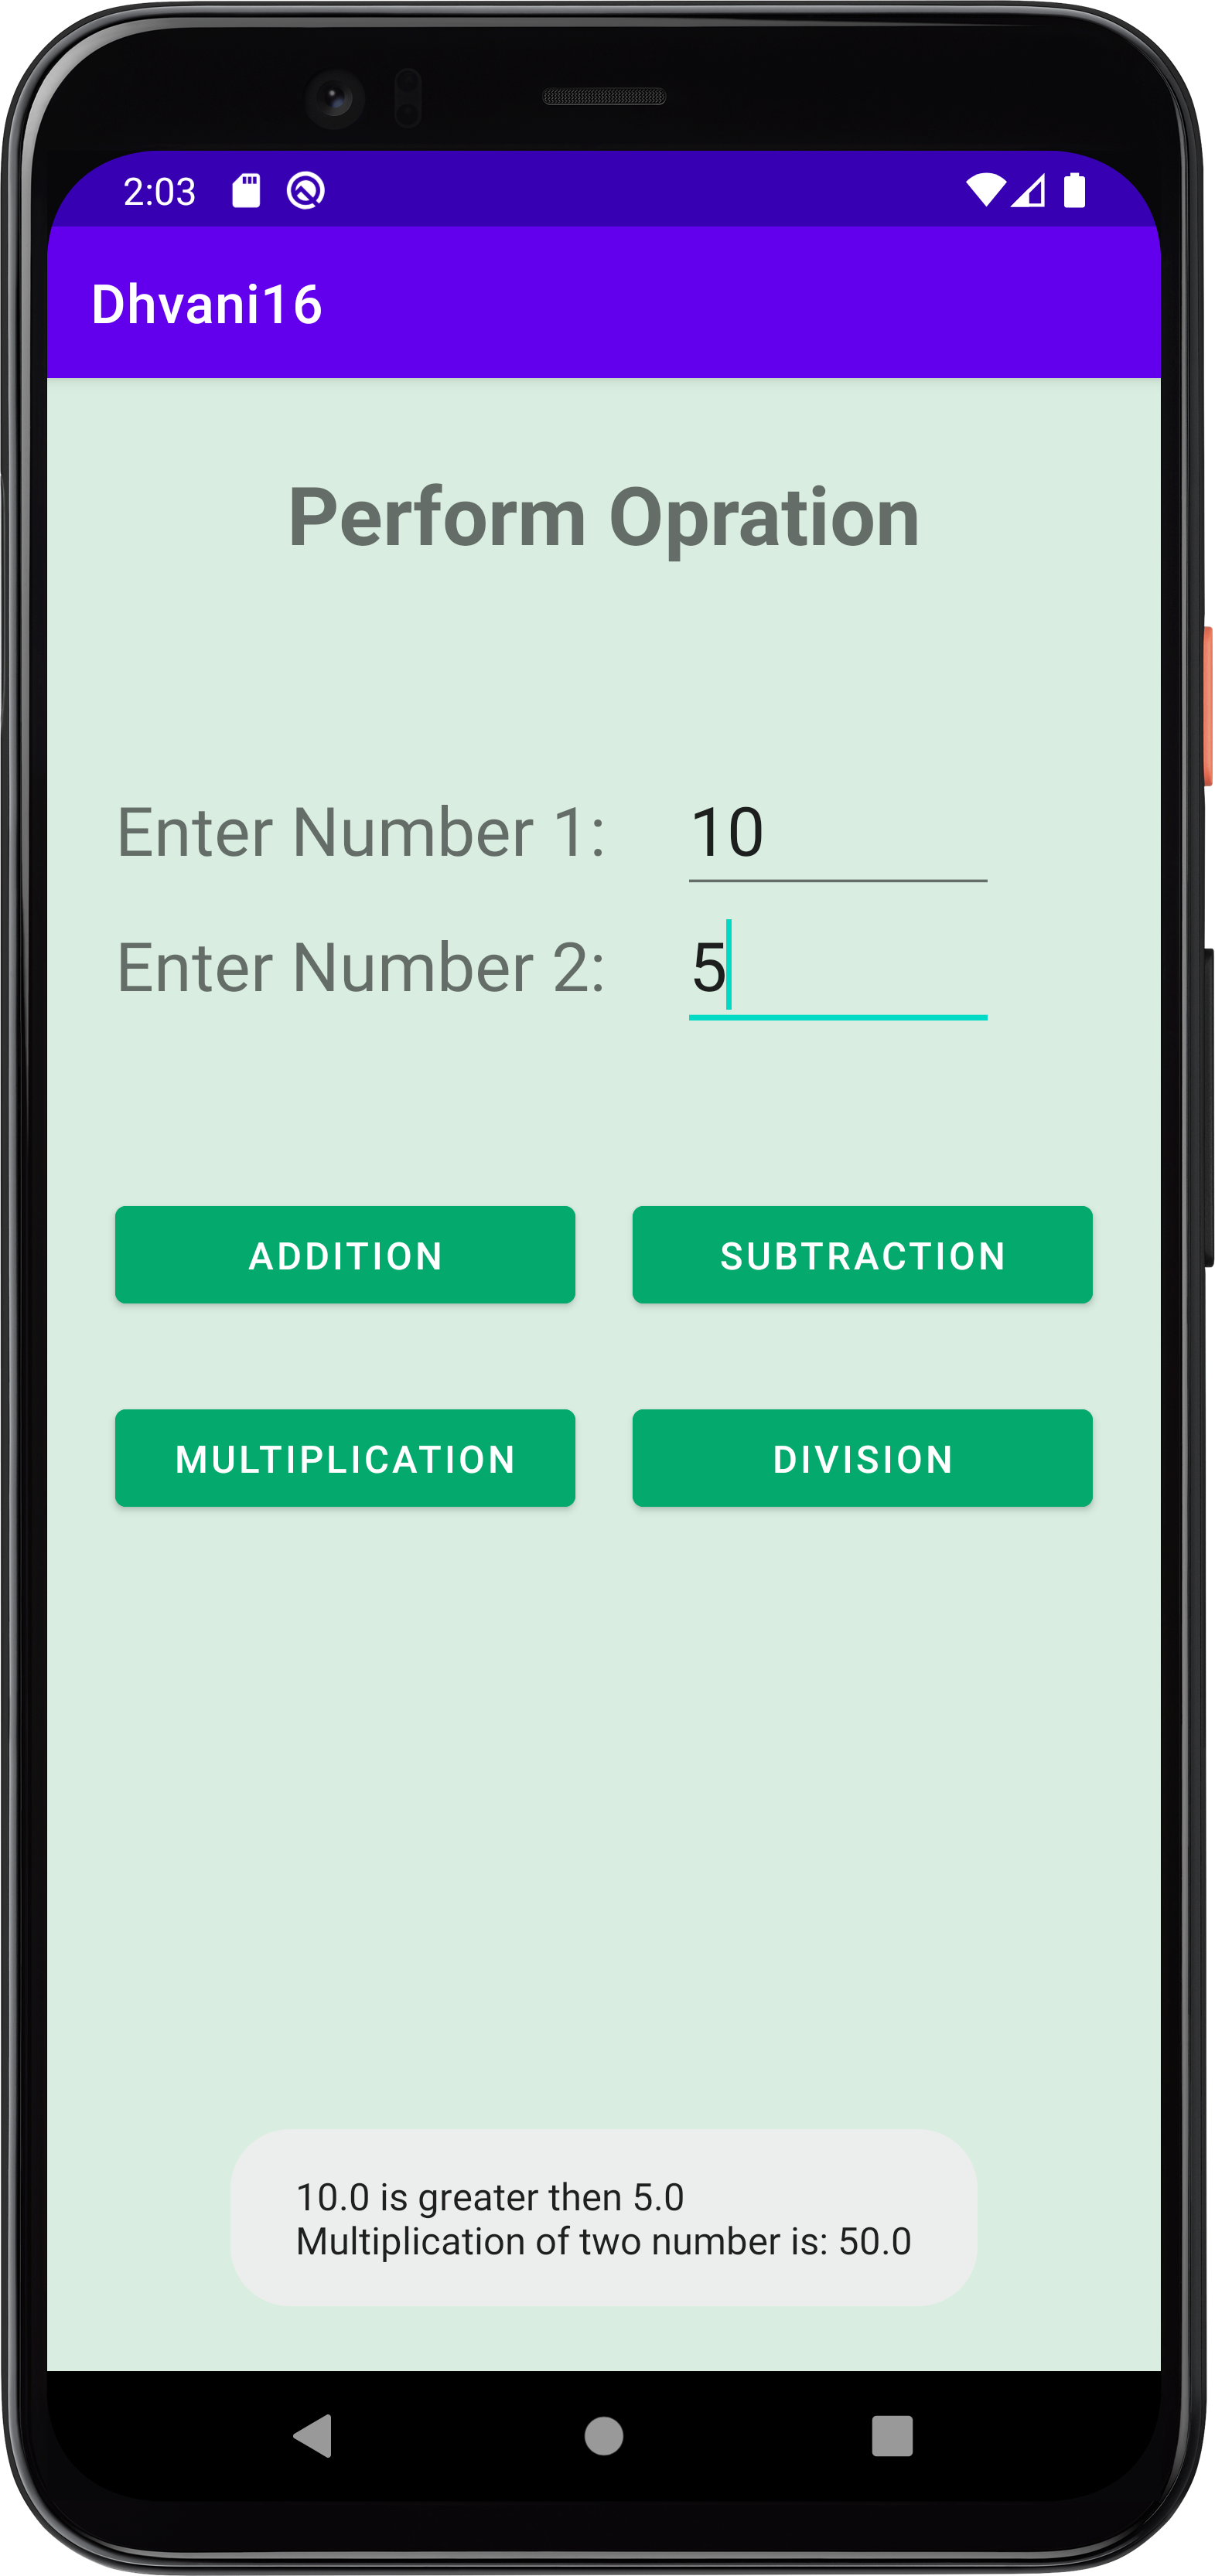 2:03
Dhvani16
Perform Opration
Enter Number 1: 10
Enter Number 2: 5
ADDITION SUBTRACTION
MULTIPLICATION DIVISION
10.0 is greater then 5.0
Multiplication of two number is: 50.0